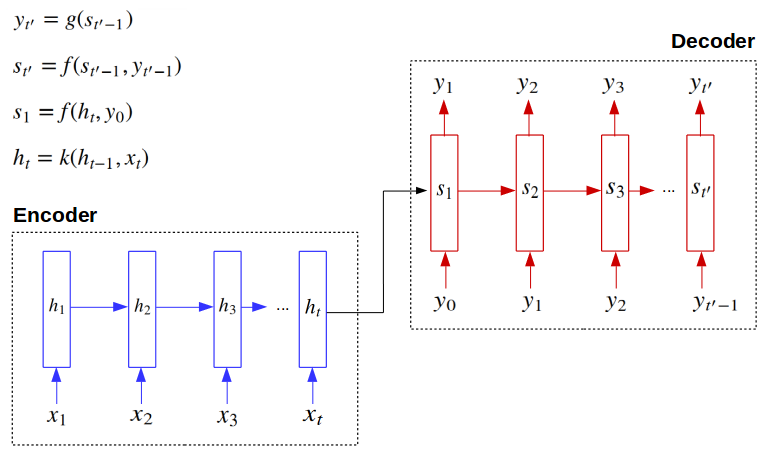 y_{t'} = g(s_{t'-1})
s_{t'} = f(s_{t'-1}, y_{t'-1})
s_1 = f(h_t, y_0)
h_t = k(h_{t-1}, x_t)
Decoder
y_1 y_2 y_3 y_{t'}
s_1 s_2 s_3 ... s_{t'}
y_0 y_1 y_2 y_{t'-1}
Encoder
h_1 h_2 h_3 ... h_t
x_1 x_2 x_3 x_t